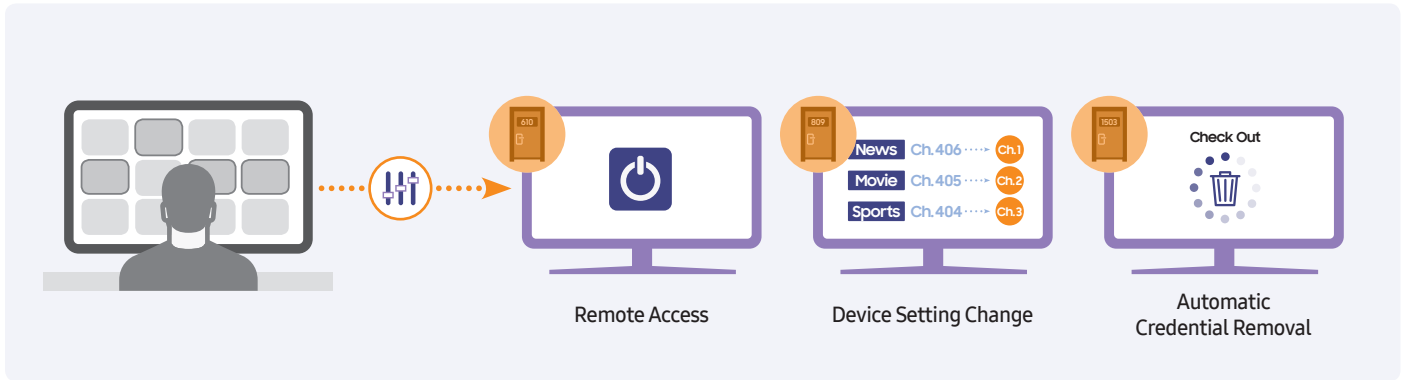 610
Remote Access
809
News Ch.406 Ch.1
Movie Ch.405 Ch.2
Sports Ch.404 Ch.3
Device Setting Change
1503
Check Out
Automatic
Credential Removal